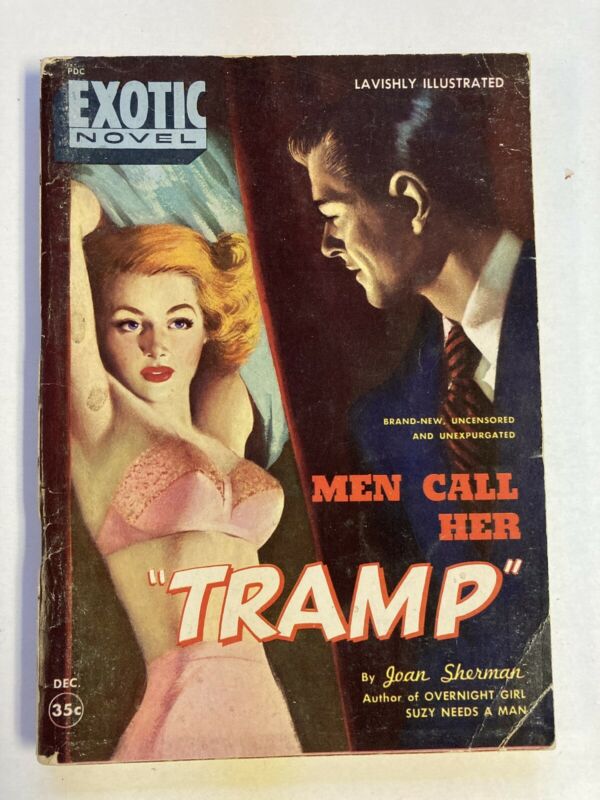 PDC
EXOTIC
NOVEL
LAVISHLY ILLUSTRATED
BRAND-NEW, UNCENSORED
AND UNEXPURGATED
MEN CALL
HER
"TRAMP"
By Joan Sherman
Author of OVERNIGHT GIRL
SUZY NEEDS A MAN
DEC.
35c